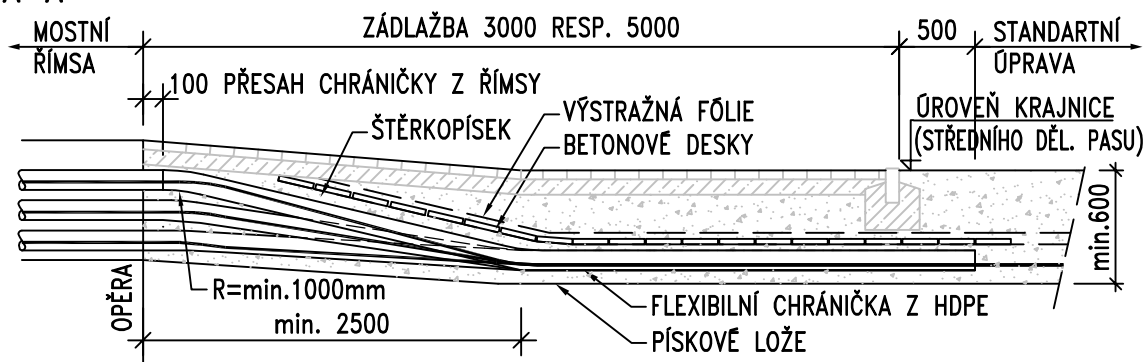 MOSTNÍ
ŘÍMSA
ZÁDLAŽBA 3000 RESP. 5000
500
STANDARTNÍ
ÚPRAVA
100 PŘESAH CHRÁNIČKY Z ŘÍMSY
ŠTĚRKOPÍSEK
VÝSTRAŽNÁ FÓLIE
BETONOVÉ DESKY
ÚROVEŇ KRAJNICE
(STŘEDNÍHO DĚL. PASU)
min.600
OPĚRA
R=min.1000mm
min. 2500
FLEXIBILNÍ CHRÁNIČKA Z HDPE
PÍSKOVÉ LOŽE